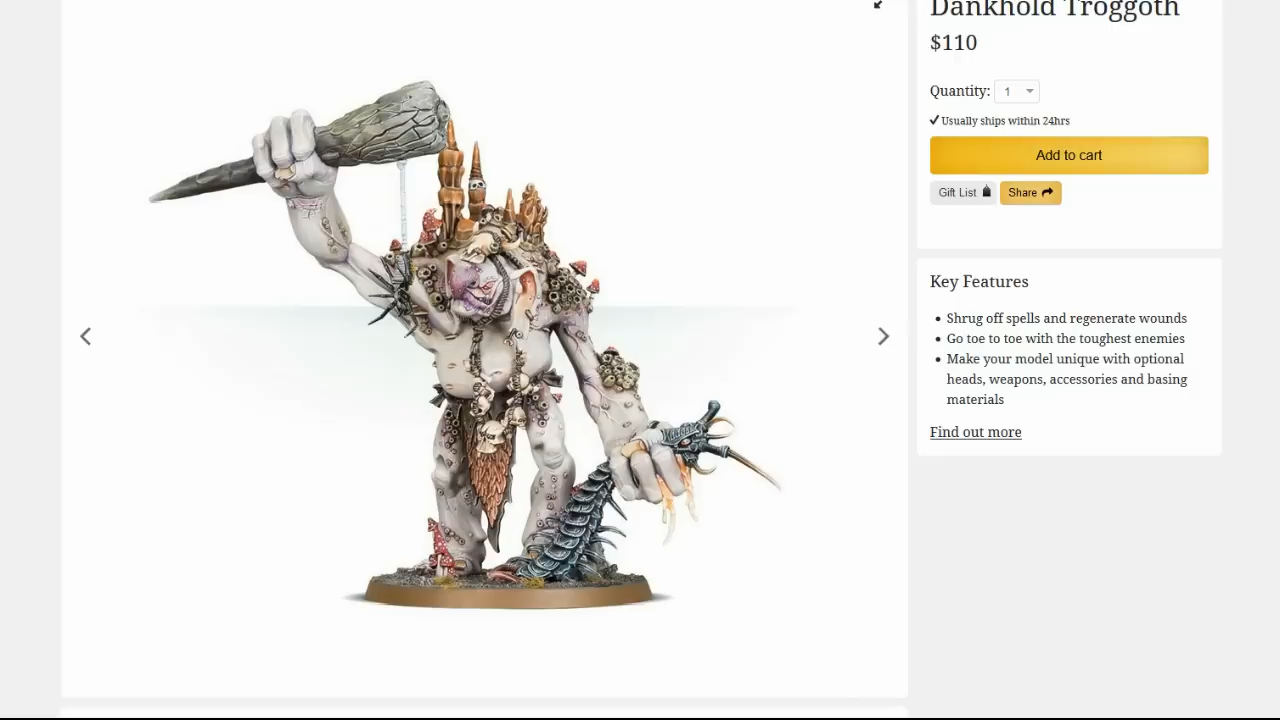 Dankhold Troggoth
$110
Quantity: 1
Usually ships within 24hrs
Add to cart
Gift List Share
Key Features
Shrug off spells and regenerate wounds
Go toe to toe with the toughest enemies
Make your model unique with optional
heads, weapons, accessories and basing
materials
Find out more